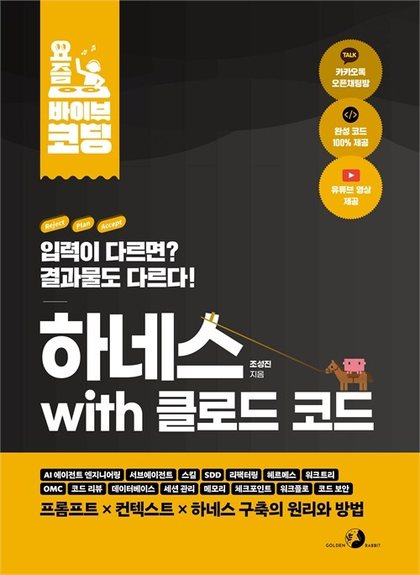 요즘
바이브
코딩
TALK
카카오톡
오픈채팅방
</>
완성 코드
100% 제공
유튜브 영상
제공
Reject
Plan
Accept
입력이 다르면?
결과물도 다르다!
하네스
조성진
지음
with 클로드 코드
AI 에이전트 엔지니어링 서브에이전트 스킬 SDD 리팩터링 헤르메스 워크트리
OMC 코드 리뷰 데이터베이스 세션 관리 메모리 체크포인트 워크플로 코드 보안
프롬프트 × 컨텍스트 × 하네스 구축의 원리와 방법
GOLDEN RABBIT